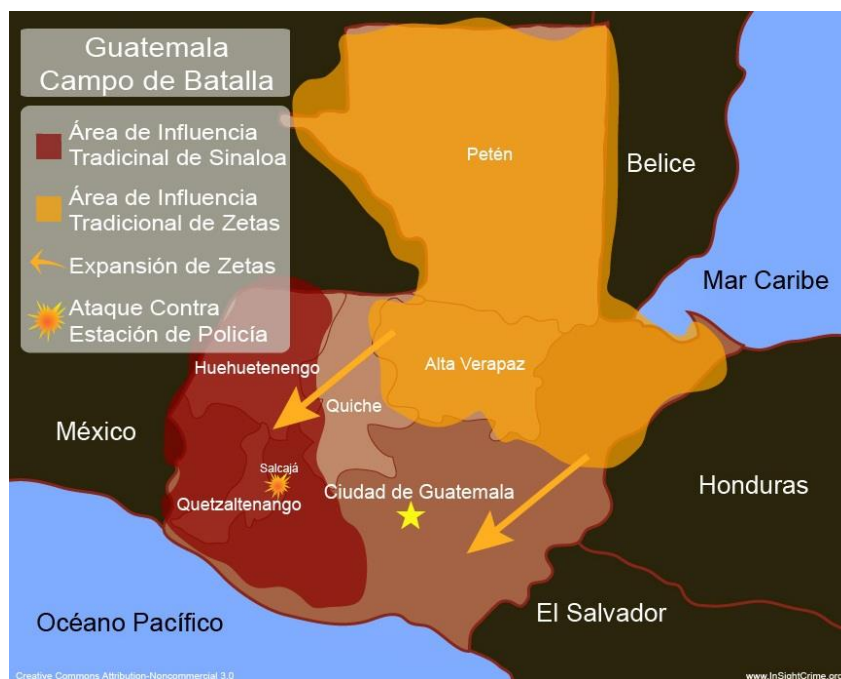 Guatemala
Campo de Batalla
Área de Influencia
Tradicinal de Sinaloa
Área de Influencia
Tradicional de Zetas
Expansión de Zetas
Ataque Contra
Estación de Policía
Petén
Belice
Mar Caribe
Huehuetenengo
Alta Verapaz
Quiche
México
Salcajá
Quetzaltenango
Ciudad de Guatemala
Honduras
El Salvador
Océano Pacífico
Creative Commons Attribution-Noncommercial 3.0
www.InSightCrime.org